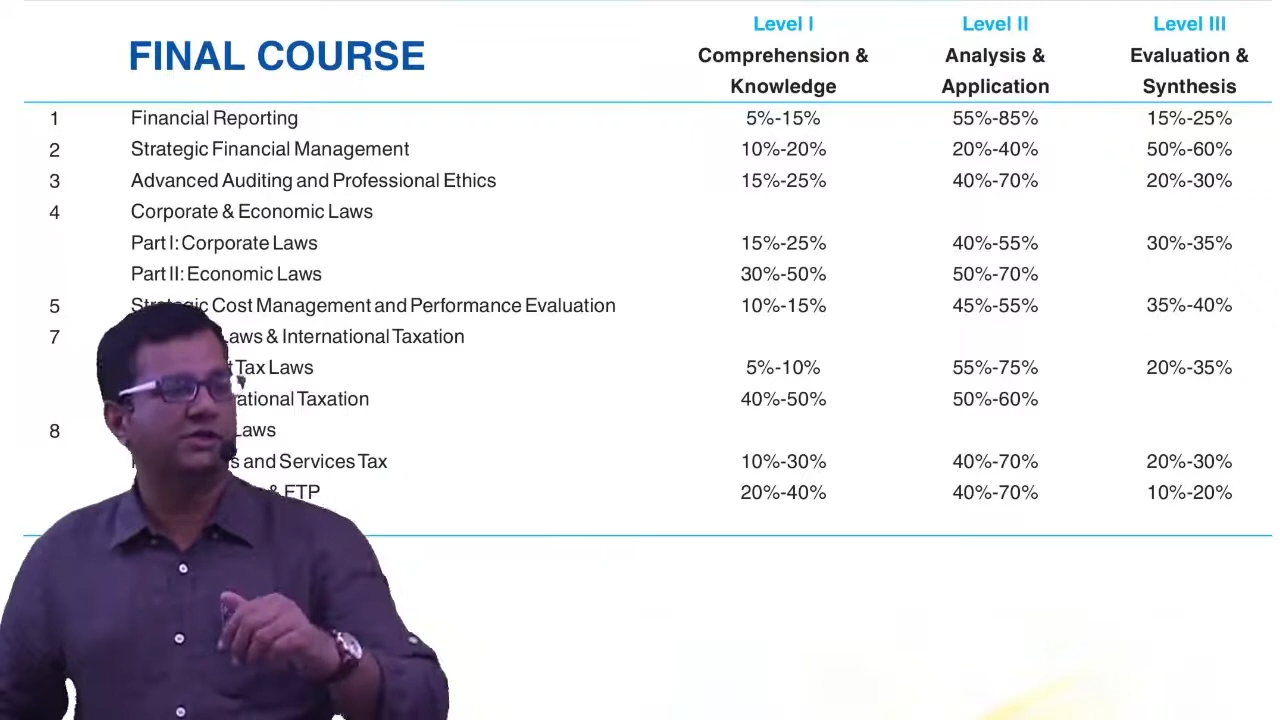 Level I Level II Level III
FINAL COURSE
Comprehension & Analysis & Evaluation &
Knowledge Application Synthesis
1 Financial Reporting 5%-15% 55%-85% 15%-25%
2 Strategic Financial Management 10%-20% 20%-40% 50%-60%
3 Advanced Auditing and Professional Ethics 15%-25% 40%-70% 20%-30%
4 Corporate & Economic Laws
Part I: Corporate Laws 15%-25% 40%-55% 30%-35%
Part II: Economic Laws 30%-50% 50%-70%
5 Strategic Cost Management and Performance Evaluation 10%-15% 45%-55% 35%-40%
7 Laws & International Taxation
Tax Laws 5%-10% 55%-75% 20%-35%
Taxation 40%-50% 50%-60%
8 Laws
and Services Tax 10%-30% 40%-70% 20%-30%
& FTP 20%-40% 40%-70% 10%-20%